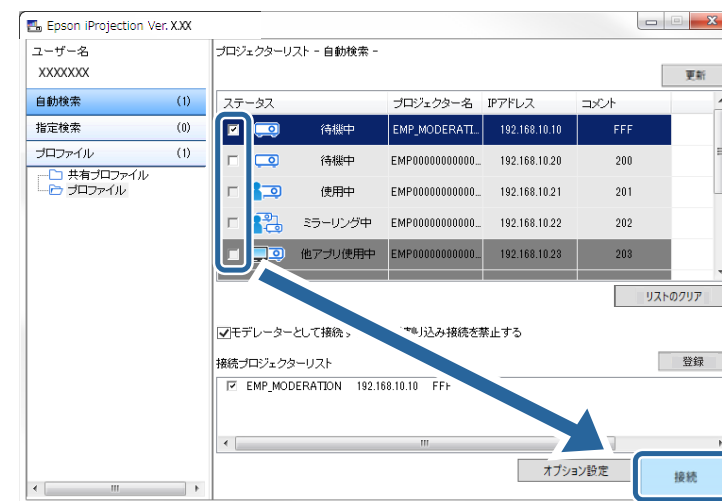 Epson iProjection Ver. X.XX
ユーザー名
XXXXXXX
自動検索 (1)
指定検索 (0)
プロファイル (1)
共有プロファイル
プロファイル
プロジェクターリスト - 自動検索 -
更新
ステータス プロジェクター名 IPアドレス コメント
待機中 EMP_MODERATI... 192.168.10.10 FFF
待機中 EMP00000000000... 192.168.10.20 200
使用中 EMP00000000000... 192.168.10.21 201
ミラーリング中 EMP00000000000... 192.168.10.22 202
他アプリ使用中 EMP00000000000... 192.168.10.23 203
リストのクリア
モデレーターとして接続 り込み接続を禁止する
接続プロジェクターリスト
登録
EMP_MODERATION 192.168.10.10 FFF
オプション設定
接続